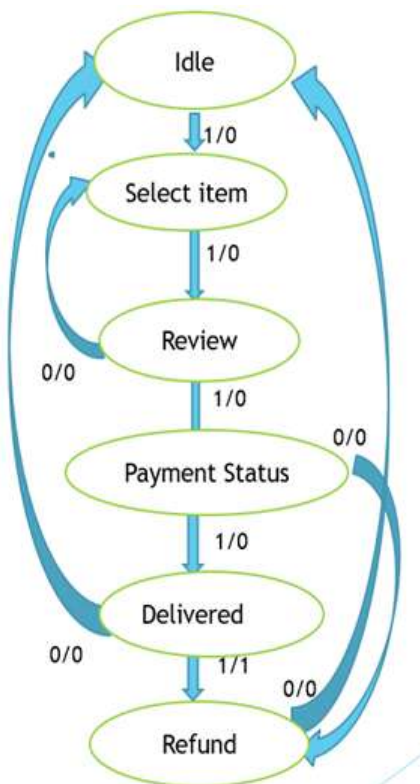 Idle
1/0
Select item
1/0
Review
0/0
1/0
0/0
Payment Status
1/0
Delivered
0/0
1/1
0/0
Refund